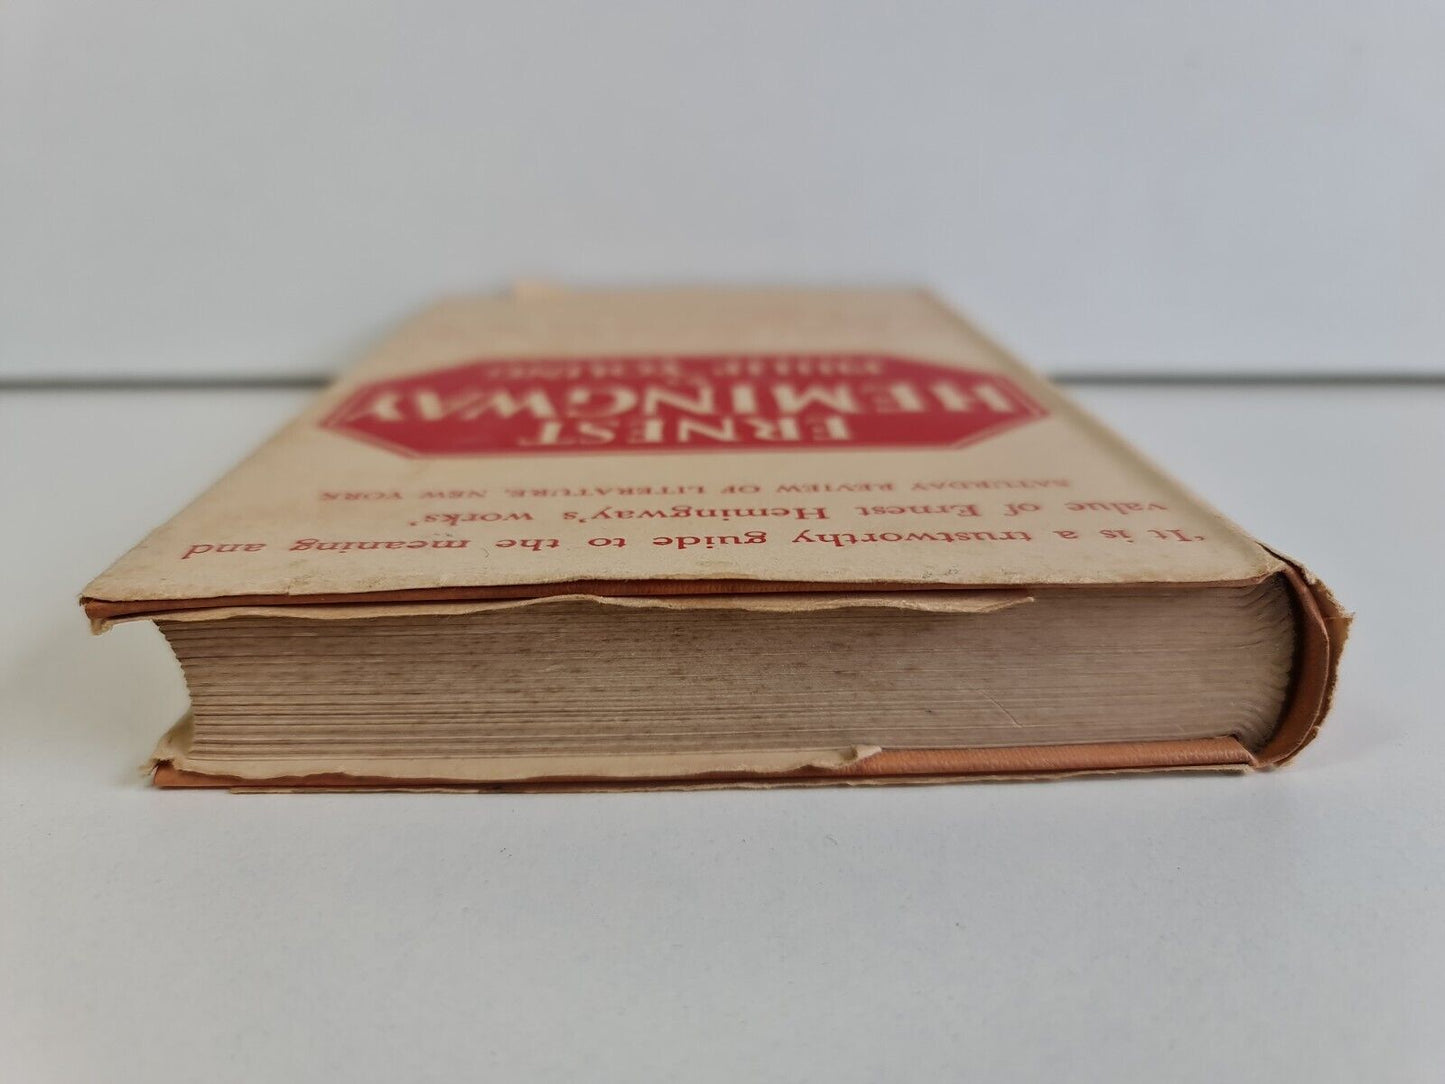 'It is a trustworthy guide to the meaning and
value of Ernest Hemingway's works'
SATURDAY REVIEW OF LITERATURE, NEW YORK
ERNEST
HEMINGWAY
PHILIP YOUNG